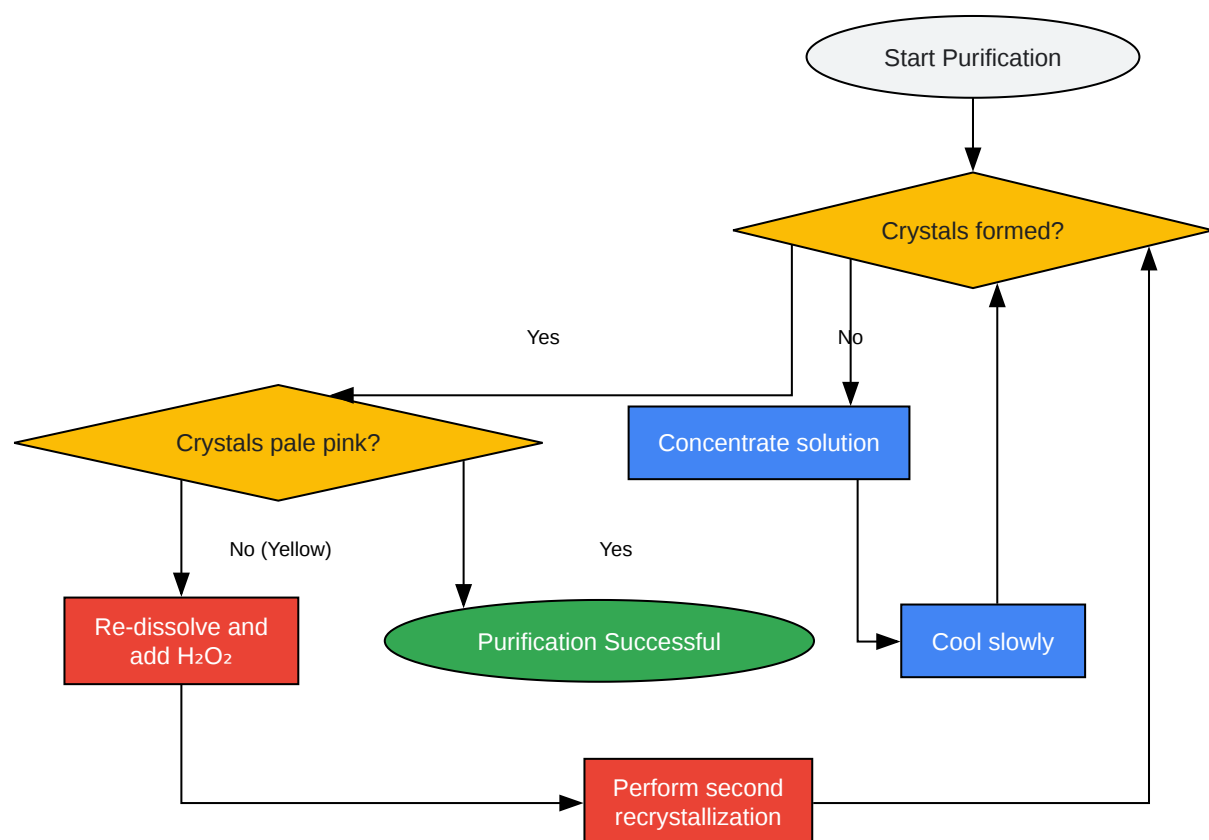 Start Purification
Crystals formed?
Yes
No
Crystals pale pink?
Concentrate solution
No (Yellow)
Yes
Re-dissolve and
add H₂O₂
Purification Successful
Cool slowly
Perform second
recrystallization